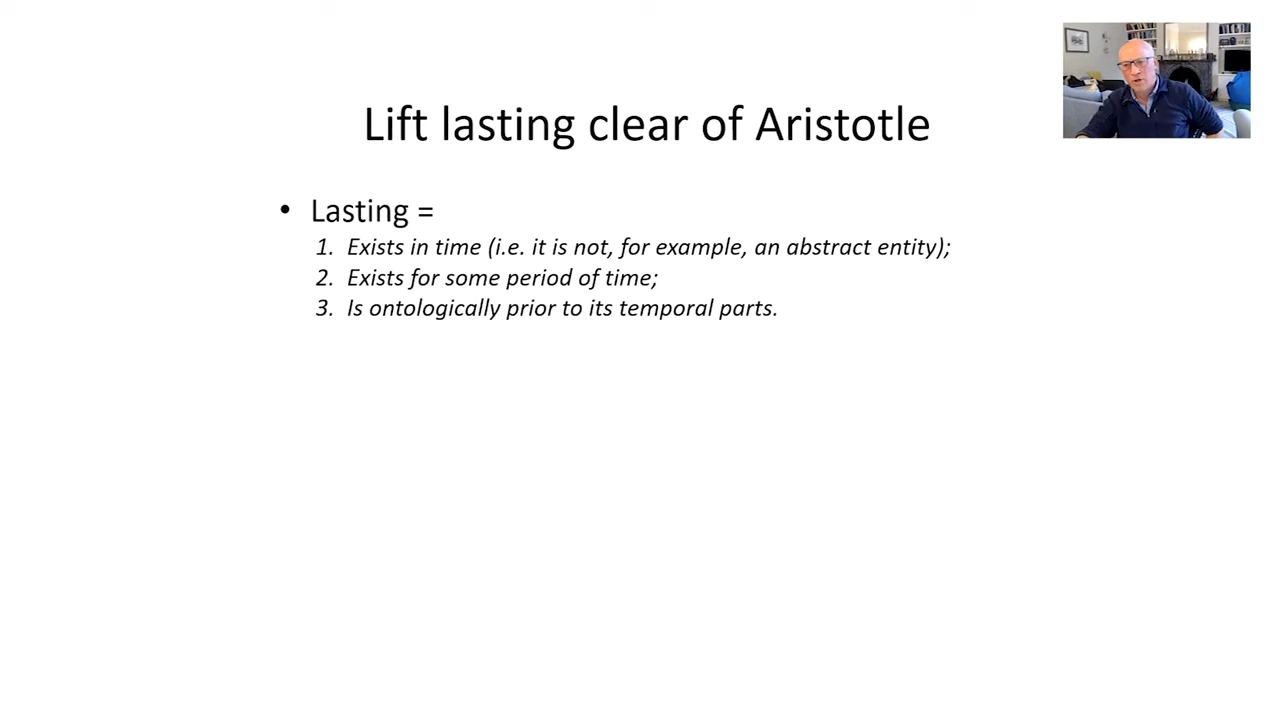 Lift lasting clear of Aristotle
• Lasting =
1. Exists in time (i.e. it is not, for example, an abstract entity);
2. Exists for some period of time;
3. Is ontologically prior to its temporal parts.